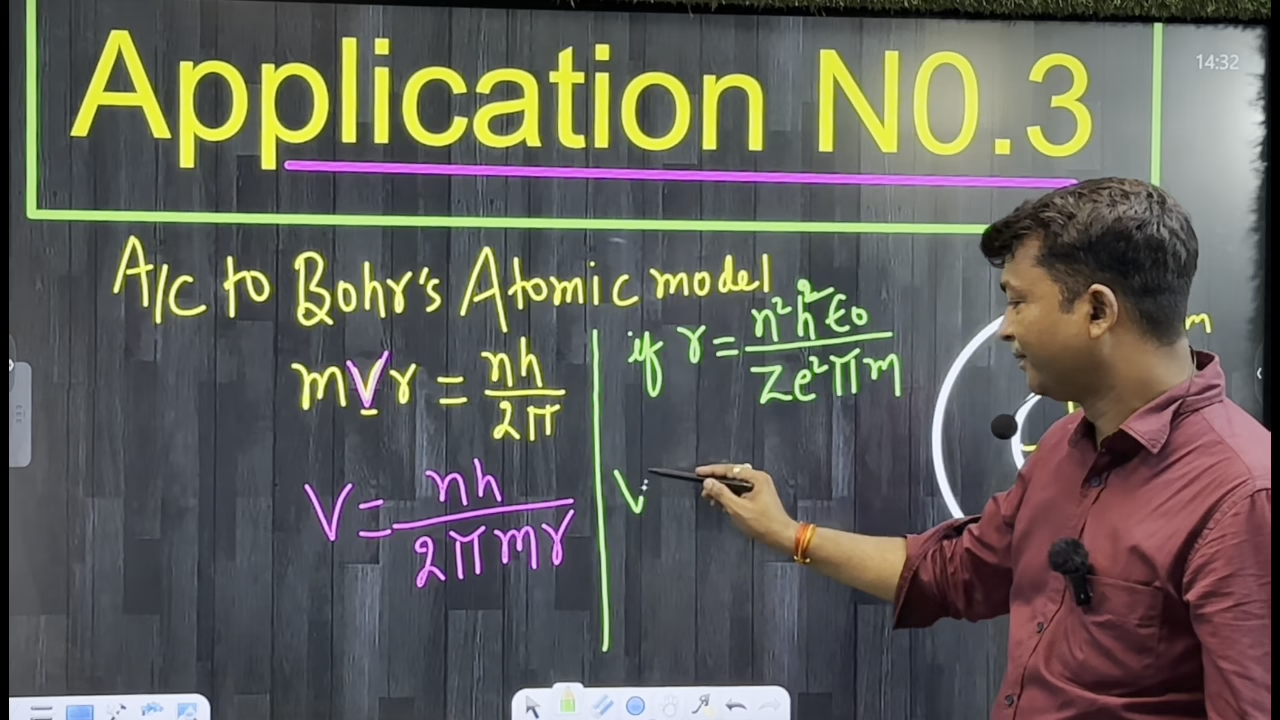 Application N0.3
14:32
A/c to Bohr's Atomic model
mvr = nh/2π
V = nh/2πmr
if r = n²h²ε₀/Ze²πm
V
m